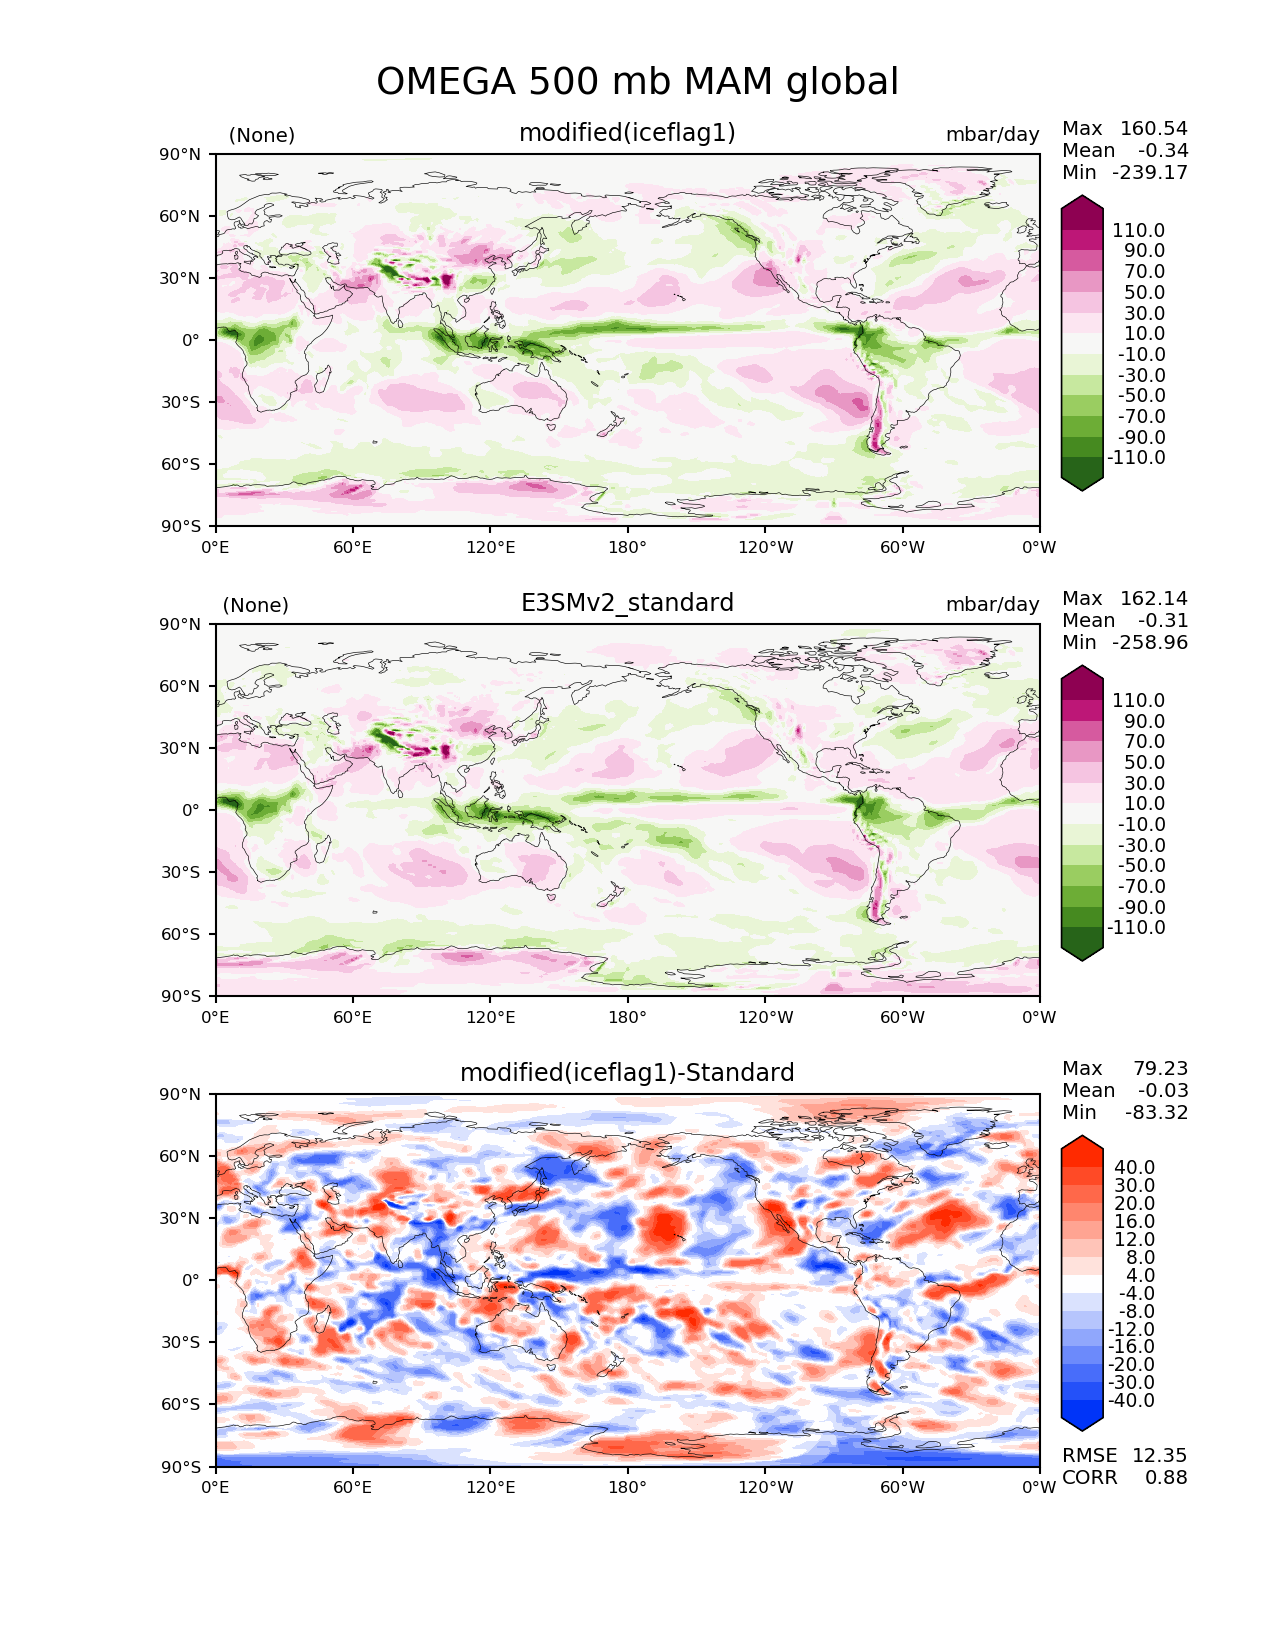 OMEGA 500 mb MAM global
(None) modified(iceflag1) mbar/day
Max 160.54
Mean -0.34
Min -239.17
90°N
60°N
30°N
0°
30°S
60°S
90°S
0°E 60°E 120°E 180° 120°W 60°W 0°W
110.0
90.0
70.0
50.0
30.0
10.0
-10.0
-30.0
-50.0
-70.0
-90.0
-110.0
(None) E3SMv2_standard mbar/day
Max 162.14
Mean -0.31
Min -258.96
90°N
60°N
30°N
0°
30°S
60°S
90°S
0°E 60°E 120°E 180° 120°W 60°W 0°W
110.0
90.0
70.0
50.0
30.0
10.0
-10.0
-30.0
-50.0
-70.0
-90.0
-110.0
modified(iceflag1)-Standard
Max 79.23
Mean -0.03
Min -83.32
90°N
60°N
30°N
0°
30°S
60°S
90°S
0°E 60°E 120°E 180° 120°W 60°W 0°W
40.0
30.0
20.0
16.0
12.0
8.0
4.0
-4.0
-8.0
-12.0
-16.0
-20.0
-30.0
-40.0
RMSE 12.35
CORR 0.88